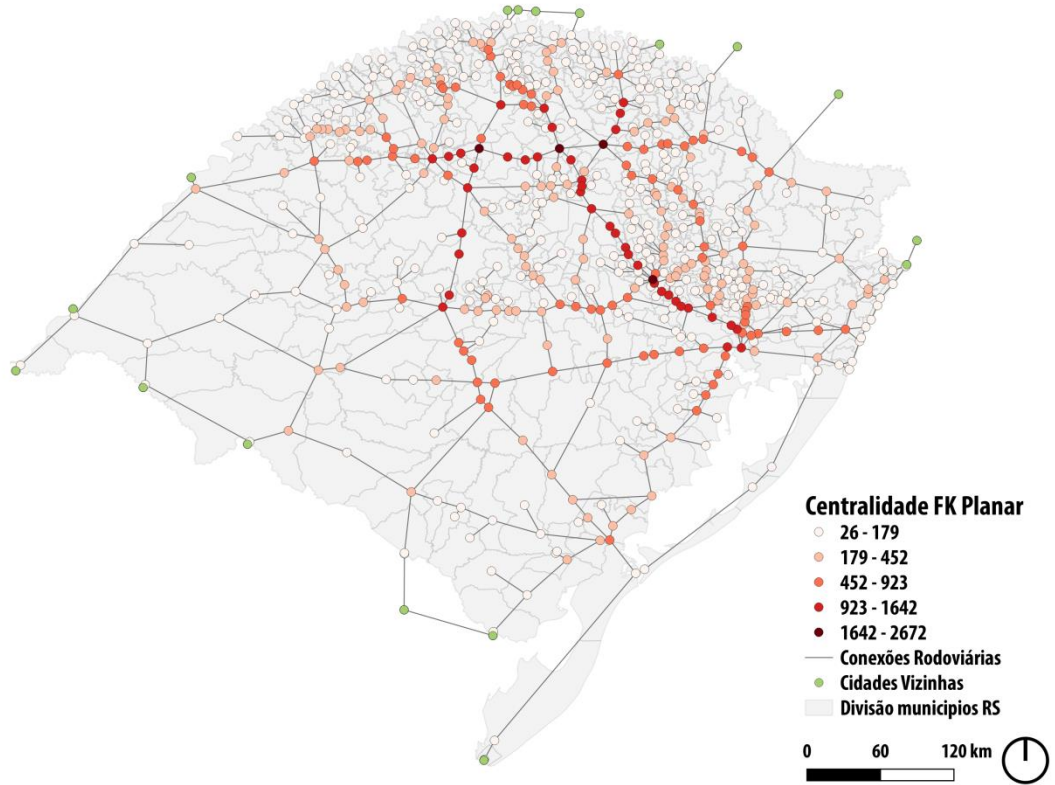 Centralidade FK Planar
26 - 179
179 - 452
452 - 923
923 - 1642
1642 - 2672
Conexões Rodoviárias
Cidades Vizinhas
Divisão municipios RS
0 60 120 km